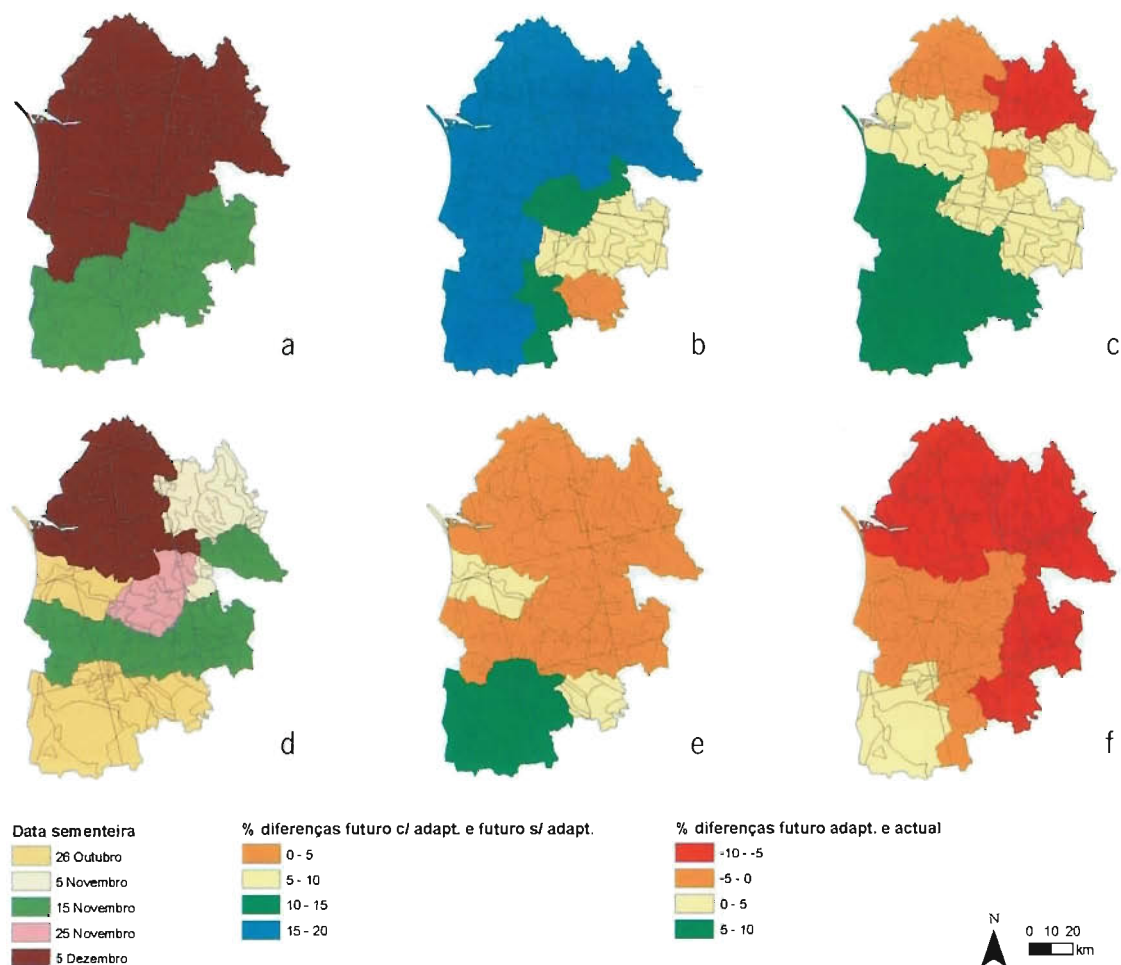 a
b
c
d
e
f
Data sementeira
26 Outubro
5 Novembro
15 Novembro
25 Novembro
5 Dezembro
% diferenças futuro c/ adapt. e futuro s/ adapt.
0 - 5
5 - 10
10 - 15
15 - 20
% diferenças futuro adapt. e actual
-10 - -5
-5 - 0
0 - 5
5 - 10
N
0 10 20
km